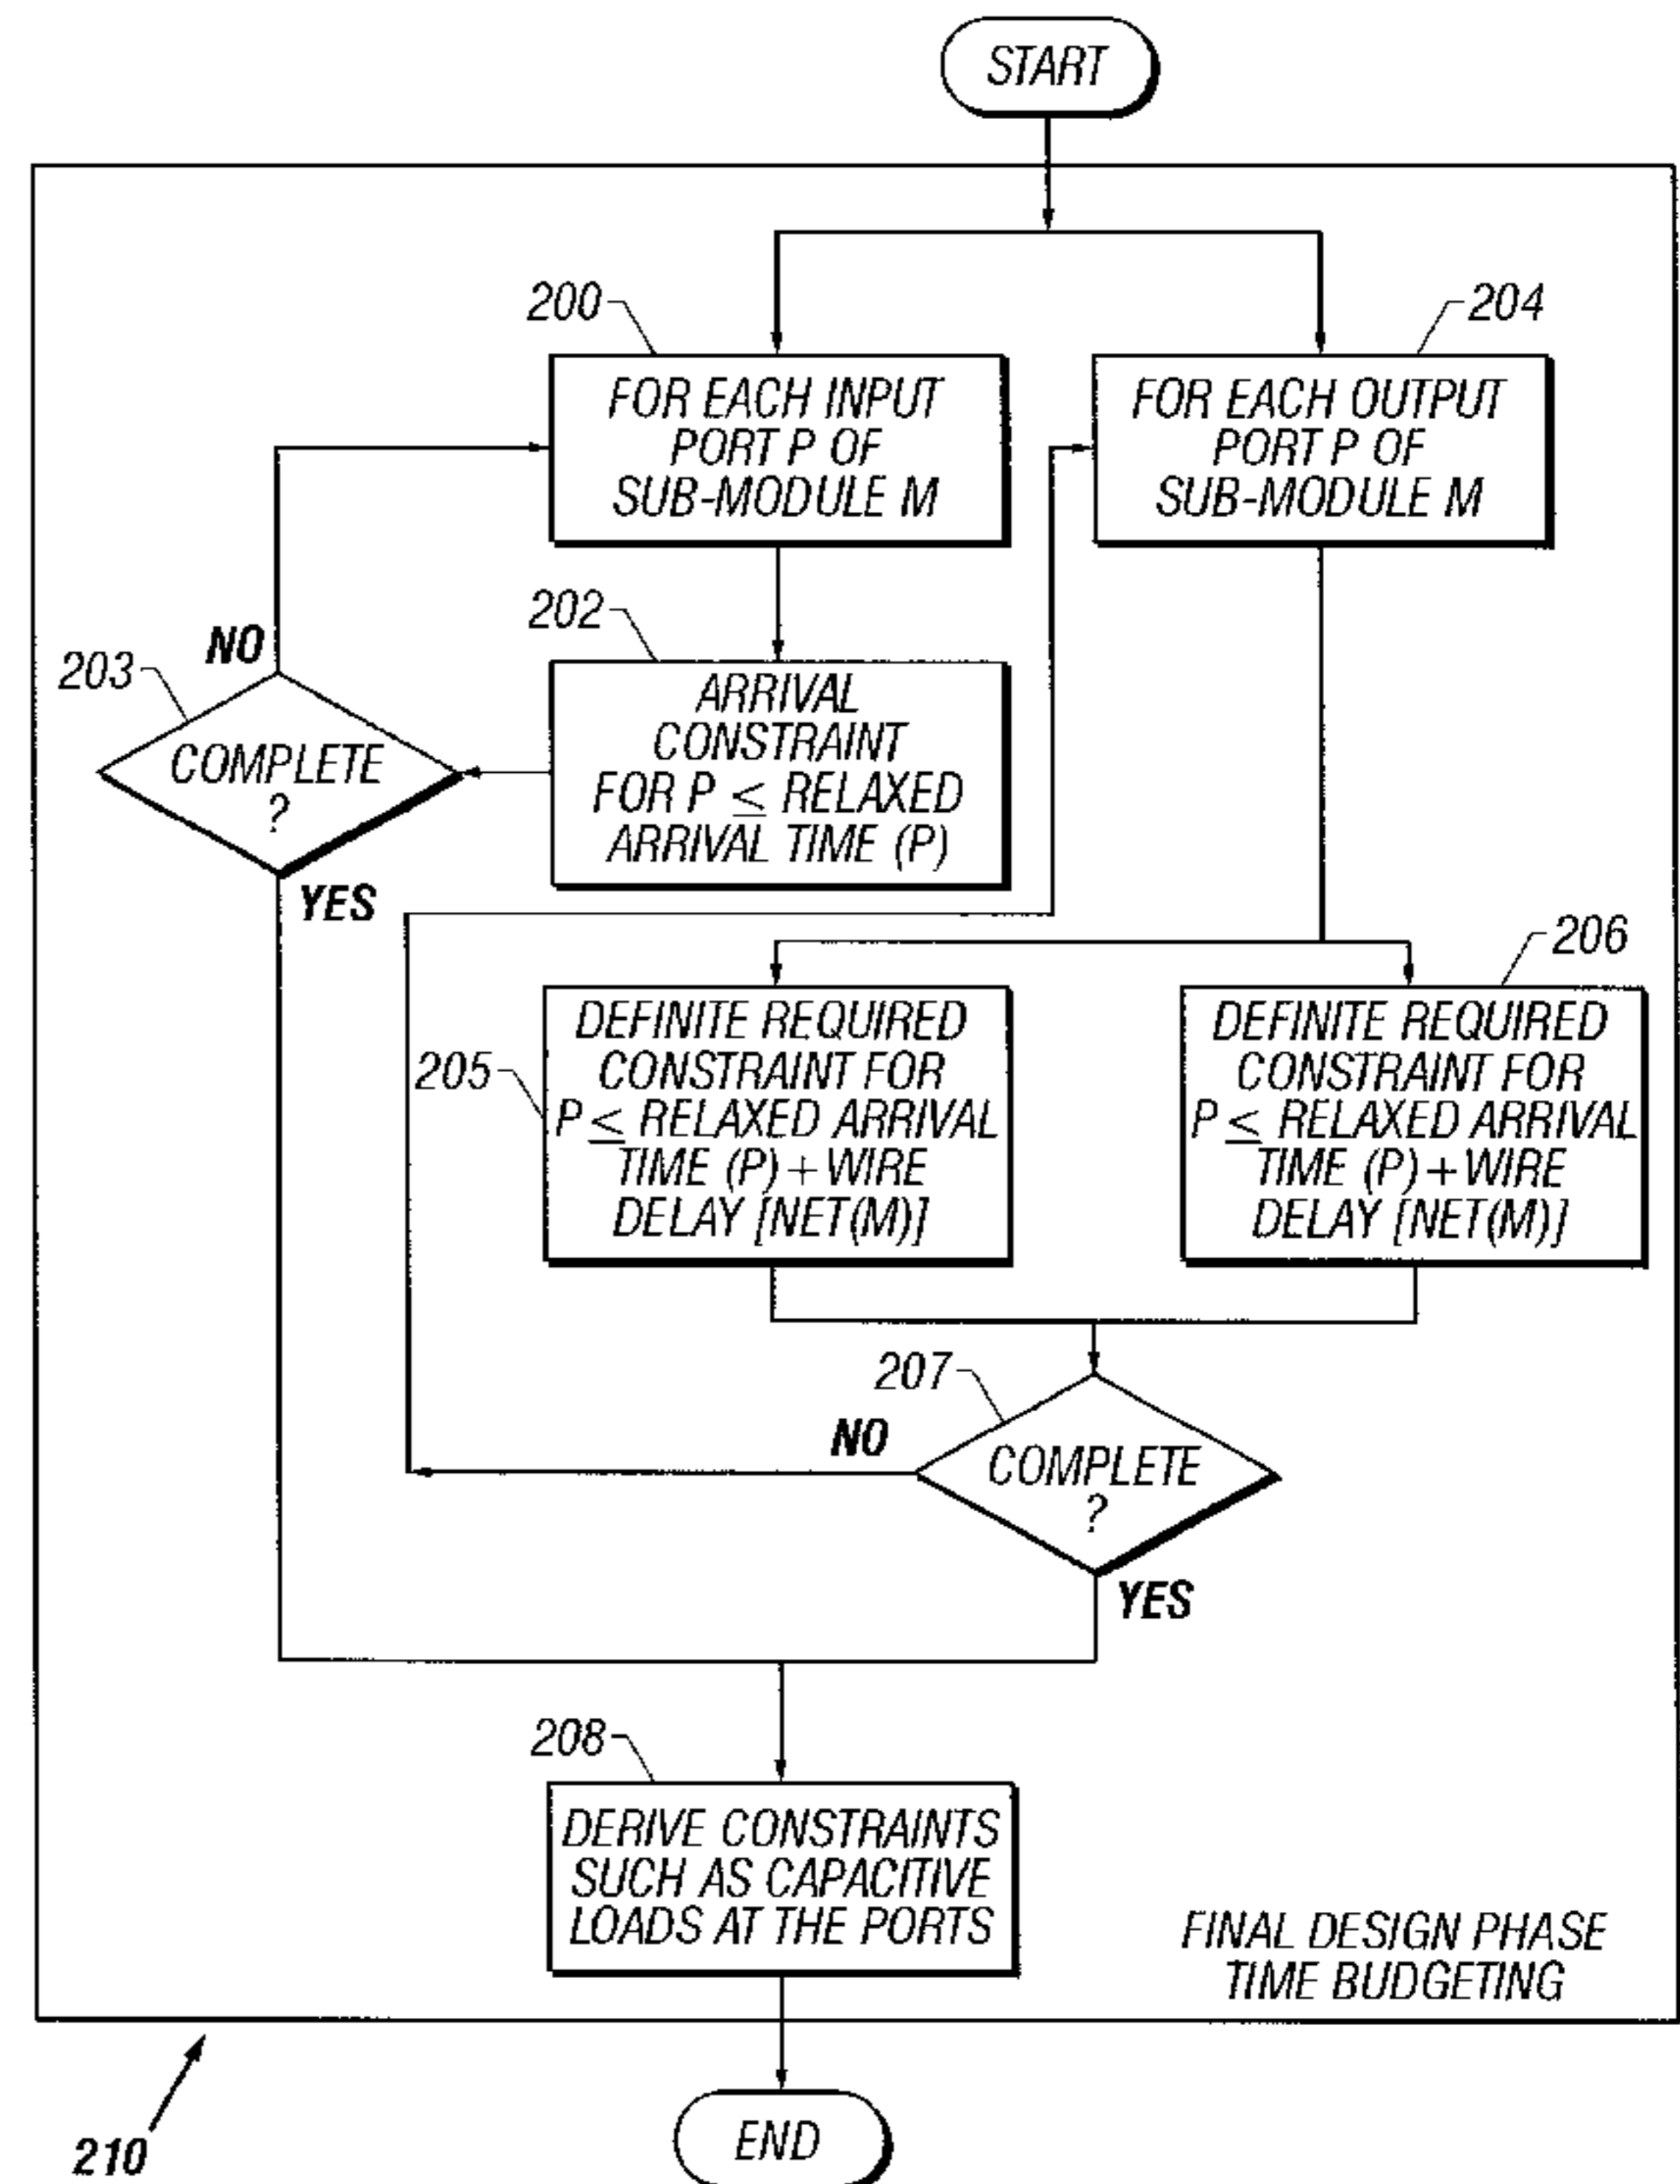 START
200
204
FOR EACH INPUT
PORT P OF
SUB-MODULE M
FOR EACH OUTPUT
PORT P OF
SUB-MODULE M
202
NO
203
ARRIVAL
CONSTRAINT
FOR P ≤ RELAXED
ARRIVAL TIME (P)
COMPLETE
?
YES
206
205
DEFINITE REQUIRED
CONSTRAINT FOR
P ≤ RELAXED ARRIVAL
TIME (P) + WIRE
DELAY [NET(M)]
DEFINITE REQUIRED
CONSTRAINT FOR
P ≤ RELAXED ARRIVAL
TIME (P) + WIRE
DELAY [NET(M)]
207
NO
COMPLETE
?
YES
208
DERIVE CONSTRAINTS
SUCH AS CAPACITIVE
LOADS AT THE PORTS
FINAL DESIGN PHASE
TIME BUDGETING
210
END